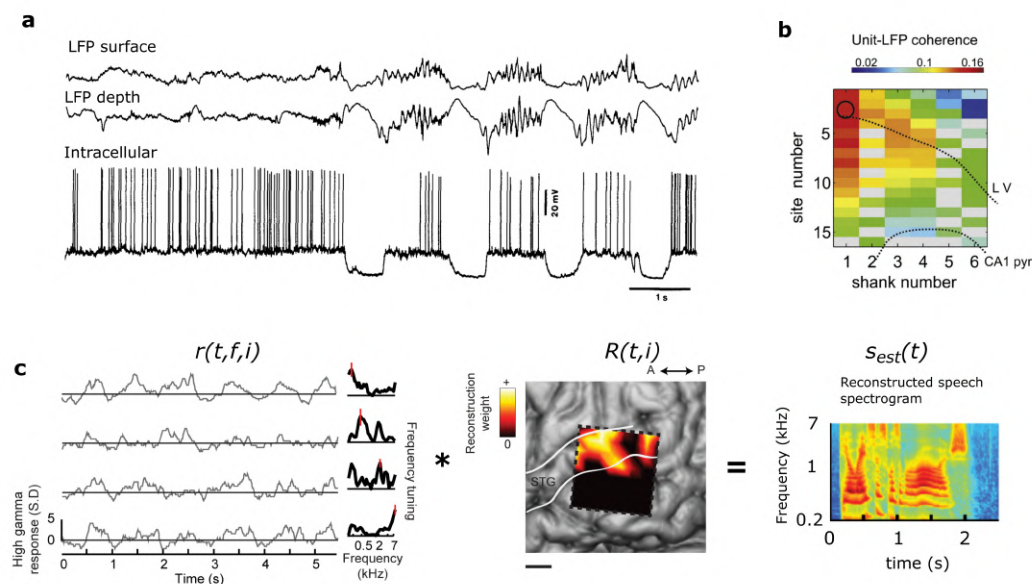 a
LFP surface
LFP depth
Intracellular
20 mV
1 s
b
Unit-LFP coherence
0.02 0.1 0.16
site number
5
10
15
L V
CA1 pyr
1 2 3 4 5 6
shank number
c
r(t,f,i)
High gamma
response (S.D)
5
0
0 1 2 3 4 5
Time (s)
Frequency tuning
0.5 2 7
Frequency
(kHz)
*
R(t,i)
A P
Reconstruction
weight
+
0
STG
=
s_est(t)
Reconstructed speech
spectrogram
Frequency (kHz)
7
1
0.2
0 1 2
time (s)